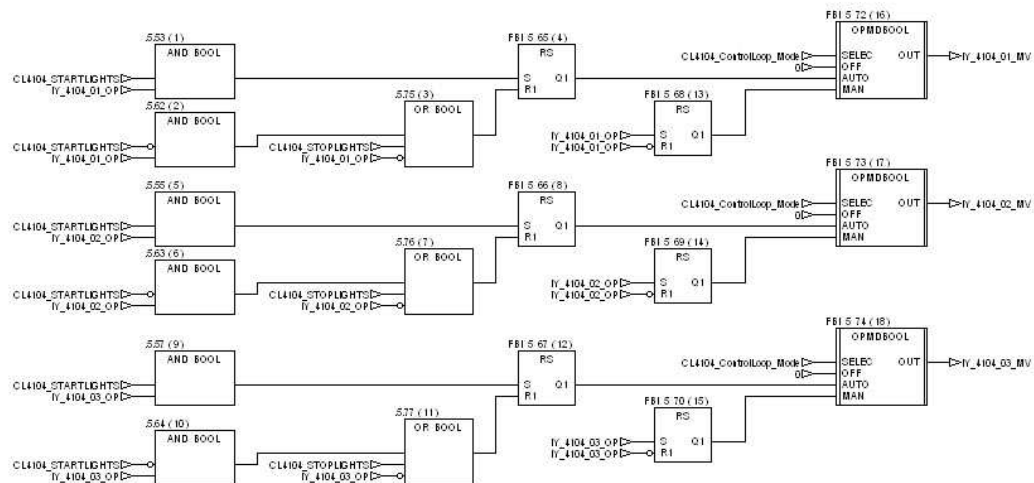 FBI 5 72 (16)
.5.53 (1)
AND BOOL
FBI 5 65 (4)
RS
OPMDBOOL
CL4104_ControlLoop_Mode
SELEC OUT
IY_4104_01_MV
0
OFF
CL4104_STARTLIGHTS
S Q1
AUTO
IY_4104_01_OP
R1
MAN
.5.62 (2)
AND BOOL
.5.75 (3)
OR BOOL
FBI 5 68 (13)
RS
CL4104_STARTLIGHTS
CL4104_STOPLIGHTS
IY_4104_01_OP
S Q1
IY_4104_01_OP
IY_4104_01_OP
IY_4104_01_OP
R1
FBI 5 73 (17)
.5.55 (5)
AND BOOL
FBI 5 66 (8)
RS
OPMDBOOL
CL4104_ControlLoop_Mode
SELEC OUT
IY_4104_02_MV
0
OFF
CL4104_STARTLIGHTS
S Q1
AUTO
IY_4104_02_OP
R1
MAN
.5.63 (6)
AND BOOL
.5.76 (7)
OR BOOL
FBI 5 69 (14)
RS
CL4104_STARTLIGHTS
CL4104_STOPLIGHTS
IY_4104_02_OP
S Q1
IY_4104_02_OP
IY_4104_02_OP
IY_4104_02_OP
R1
FBI 5 74 (18)
.5.57 (9)
AND BOOL
FBI 5 67 (12)
RS
OPMDBOOL
CL4104_ControlLoop_Mode
SELEC OUT
IY_4104_03_MV
0
OFF
CL4104_STARTLIGHTS
S Q1
AUTO
IY_4104_03_OP
R1
MAN
.5.64 (10)
AND BOOL
.5.77 (11)
OR BOOL
FBI 5 70 (15)
RS
CL4104_STARTLIGHTS
CL4104_STOPLIGHTS
IY_4104_03_OP
S Q1
IY_4104_03_OP
IY_4104_03_OP
IY_4104_03_OP
R1